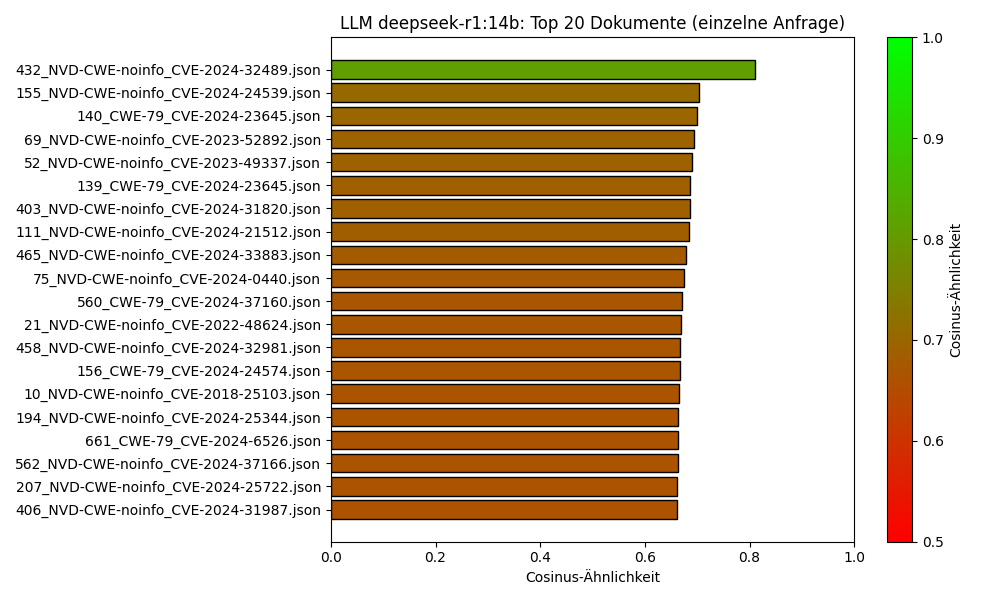 LLM deepseek-r1:14b: Top 20 Dokumente (einzelne Anfrage)
432_NVD-CWE-noinfo_CVE-2024-32489.json
155_NVD-CWE-noinfo_CVE-2024-24539.json
140_CWE-79_CVE-2024-23645.json
69_NVD-CWE-noinfo_CVE-2023-52892.json
52_NVD-CWE-noinfo_CVE-2023-49337.json
139_CWE-79_CVE-2024-23645.json
403_NVD-CWE-noinfo_CVE-2024-31820.json
111_NVD-CWE-noinfo_CVE-2024-21512.json
465_NVD-CWE-noinfo_CVE-2024-33883.json
75_NVD-CWE-noinfo_CVE-2024-0440.json
560_CWE-79_CVE-2024-37160.json
21_NVD-CWE-noinfo_CVE-2022-48624.json
458_NVD-CWE-noinfo_CVE-2024-32981.json
156_CWE-79_CVE-2024-24574.json
10_NVD-CWE-noinfo_CVE-2018-25103.json
194_NVD-CWE-noinfo_CVE-2024-25344.json
661_CWE-79_CVE-2024-6526.json
562_NVD-CWE-noinfo_CVE-2024-37166.json
207_NVD-CWE-noinfo_CVE-2024-25722.json
406_NVD-CWE-noinfo_CVE-2024-31987.json
0.0 0.2 0.4 0.6 0.8 1.0
Cosinus-Ähnlichkeit
1.0
0.9
0.8
0.7
0.6
0.5
Cosinus-Ähnlichkeit